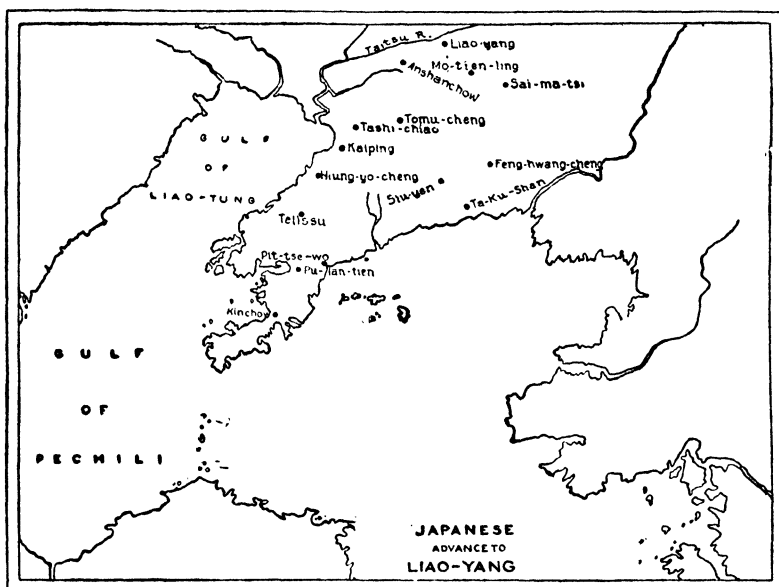 Taitsu R.
Liao-yang
Mo-tien-ling
Anshanchow
Sai-ma-tsi
Tomu-cheng
Tashi-chiao
Kaiping
Feng-hwang-cheng
Hiung-yo-cheng
Siu-yen
Ta-Ku-Shan
GULF
OF
LIAO-TUNG
Telissu
Pit-tse-wo
Pu-lan-tien
Kinchow
GULF
OF
PECHILI
JAPANESE
ADVANCE TO
LIAO-YANG